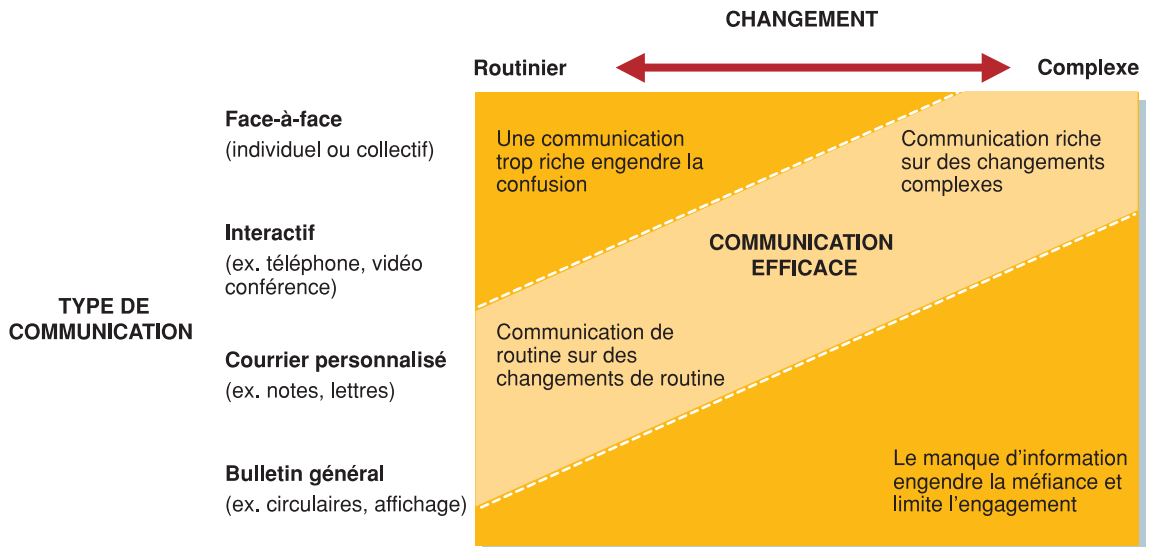 CHANGEMENT
Routinier
Complexe
Face-à-face
(individuel ou collectif)
Une communication
trop riche engendre la
confusion
Communication riche
sur des changements
complexes
Interactif
(ex. téléphone, vidéo
conférence)
COMMUNICATION
EFFICACE
TYPE DE
COMMUNICATION
Communication de
routine sur des
changements de routine
Courrier personnalisé
(ex. notes, lettres)
Bulletin général
(ex. circulaires, affichage)
Le manque d'information
engendre la méfiance et
limite l'engagement